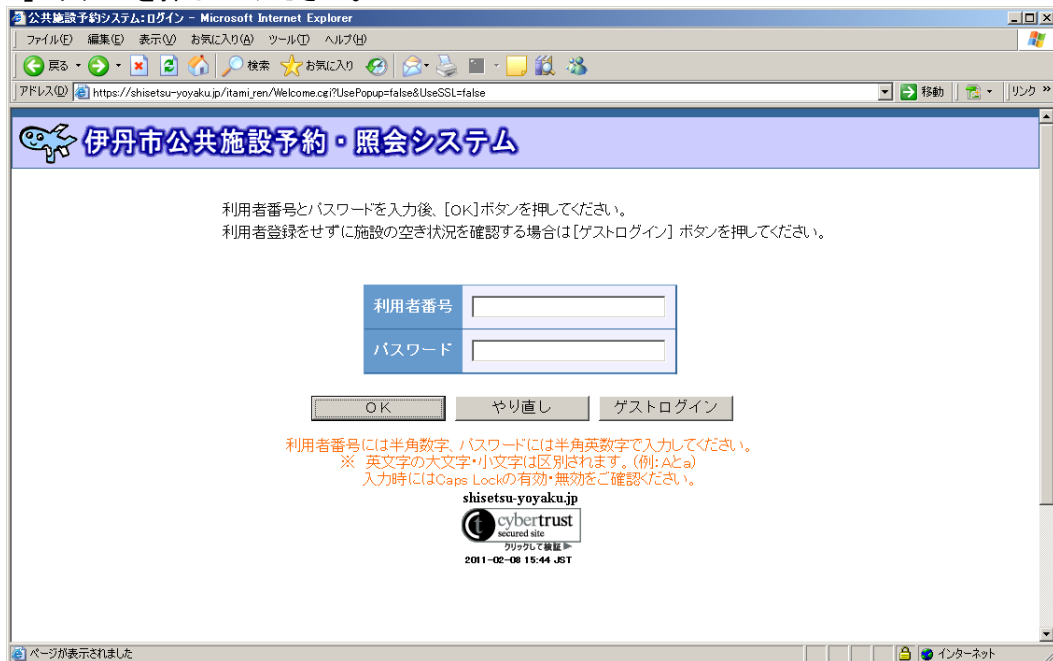 公共施設予約システム:ログイン - Microsoft Internet Explorer
ファイル(F) 編集(E) 表示(V) お気に入り(A) ツール(T) ヘルプ(H)
戻る 検索 お気に入り
アドレス(D) https://shisetsu-yoyaku.jp/itami_ren/Welcome.cgi?UsePopup=false&UseSSL=false 移動 リンク »
伊丹市公共施設予約・照会システム
利用者番号とパスワードを入力後、[OK]ボタンを押してください。
利用者登録をせずに施設の空き状況を確認する場合は[ゲストログイン] ボタンを押してください。
利用者番号
パスワード
OK やり直し ゲストログイン
利用者番号には半角数字、パスワードには半角英数字で入力してください。
※ 英文字の大文字・小文字は区別されます。(例:Aとa)
入力時にはCaps Lockの有効・無効をご確認ください。
shisetsu-yoyaku.jp
cybertrust
secured site
クリックして検証
2011-02-08 15:44 JST
ページが表示されました インターネット